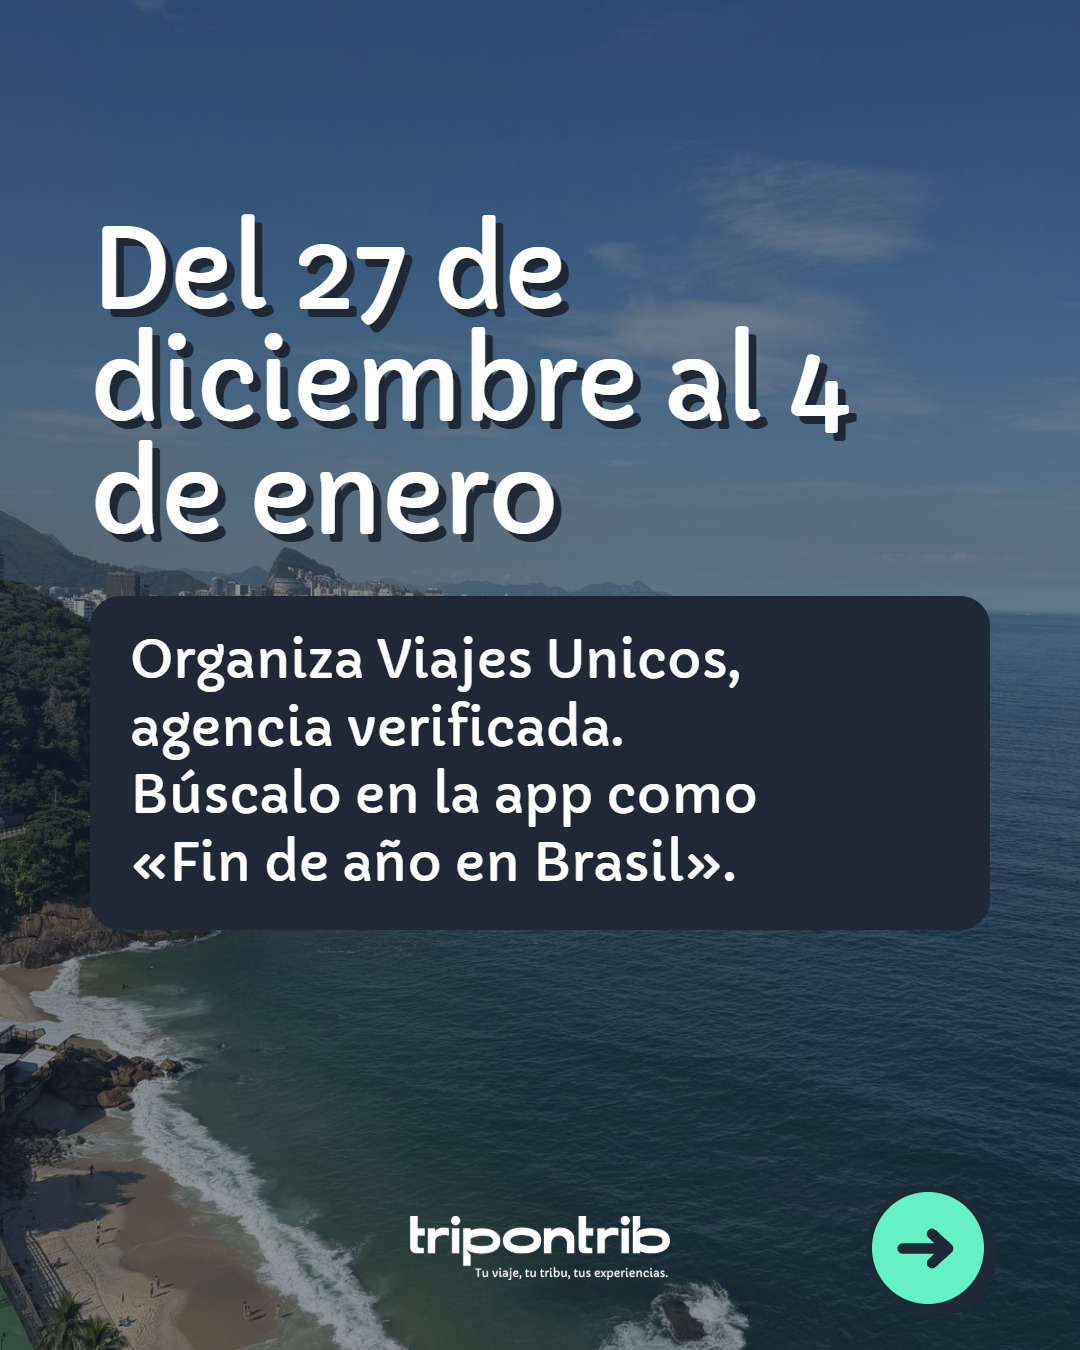 Del 27 de
diciembre al 4
de enero
Organiza Viajes Unicos,
agencia verificada.
Búscalo en la app como
«Fin de año en Brasil».
tripontrib
Tu viaje, tu tribu, tus experiencias.